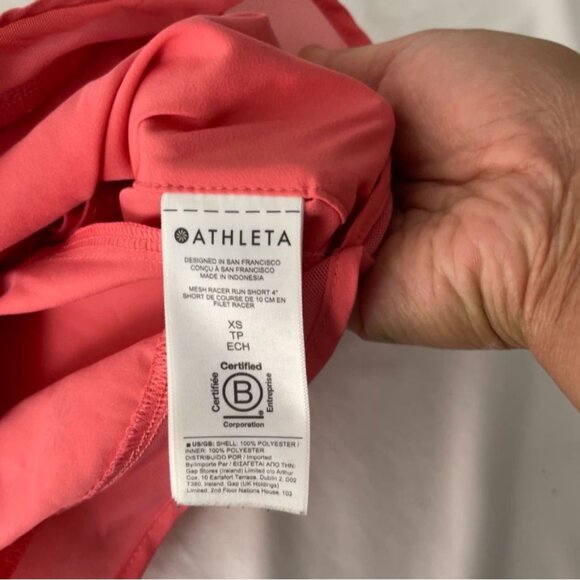 ATHLETA
DESIGNED IN SAN FRANCISCO
CONÇU À SAN FRANCISCO
MADE IN INDONESIA
MESH RACER RUN SHORT 4"
SHORT DE COURSE DE 10 CM EN
FILET RACER
XS
TP
ECH
Certified
Certifiée
B
Entreprise
Corporation
■ US/GB: SHELL: 100% POLYESTER /
INNER: 100% POLYESTER
DISTRIBUIDO POR / Imported
By/Importe Par / ΕΙΣΑΓΕΤΑΙ ΑΠΟ ΤΗΝ:
Gap Stores (Ireland) Limited c/o Arthur
Cox, 10 Earlsfort Terrace, Dublin 2, D02
T380, Ireland. Gap (UK Holdings)
Limited, 2nd Floor Nations House, 103